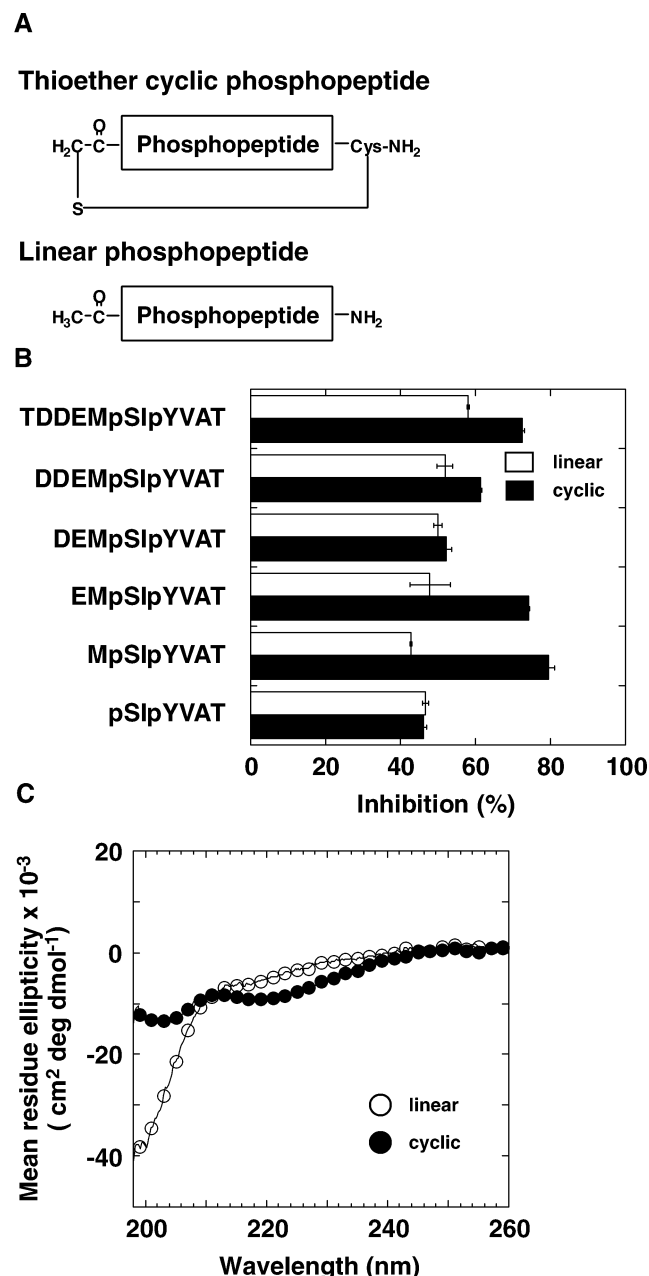 A
Thioether cyclic phosphopeptide
O
H2C-C- Phosphopeptide -Cys-NH2
S
Linear phosphopeptide
O
H3C-C- Phosphopeptide -NH2
B
TDDEMpSIpYVAT
DDEMpSIpYVAT
DEMpSIpYVAT
EMpSIpYVAT
MpSIpYVAT
pSIpYVAT
linear
cyclic
0 20 40 60 80 100
Inhibition (%)
C
Mean residue ellipticity x 10-3
( cm2 deg dmol-1)
20
0
-20
-40
linear
cyclic
200 220 240 260
Wavelength (nm)